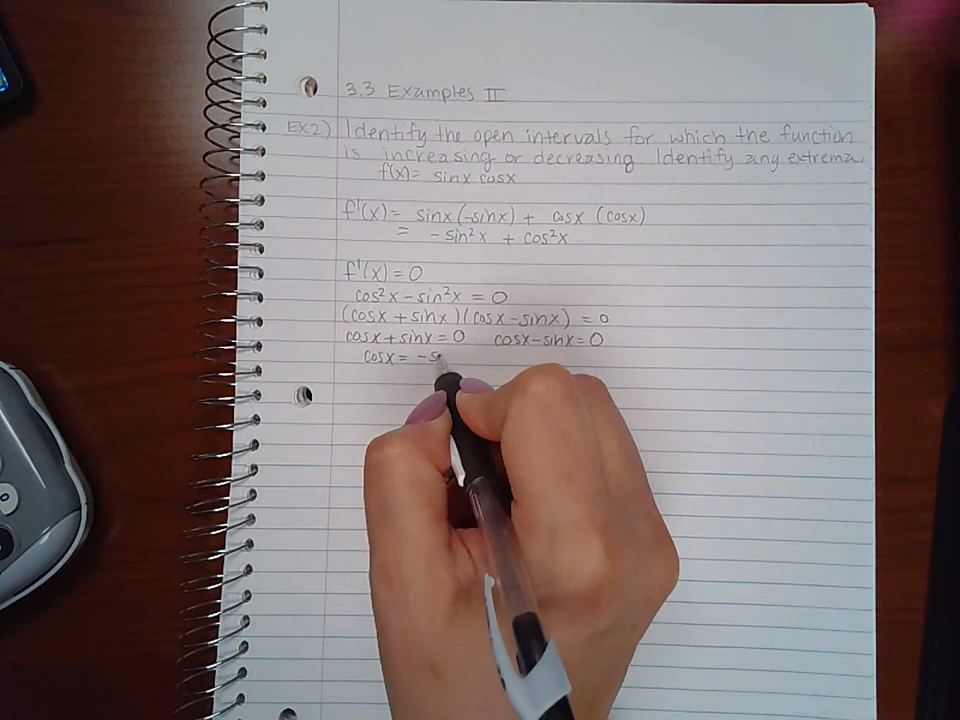 3.3 Examples II
EX2) Identify the open intervals for which the function
is increasing or decreasing Identify any extrema.
f(x)= sinx cosx
f'(x) = sinx(-sinx) + cosx (cosx)
= -sin²x + cos²x
f'(x) = 0
cos²x - sin²x = 0
(cosx + sinx)(cosx - sinx) = 0
cosx + sinx = 0 cosx - sinx = 0
cosx = -s